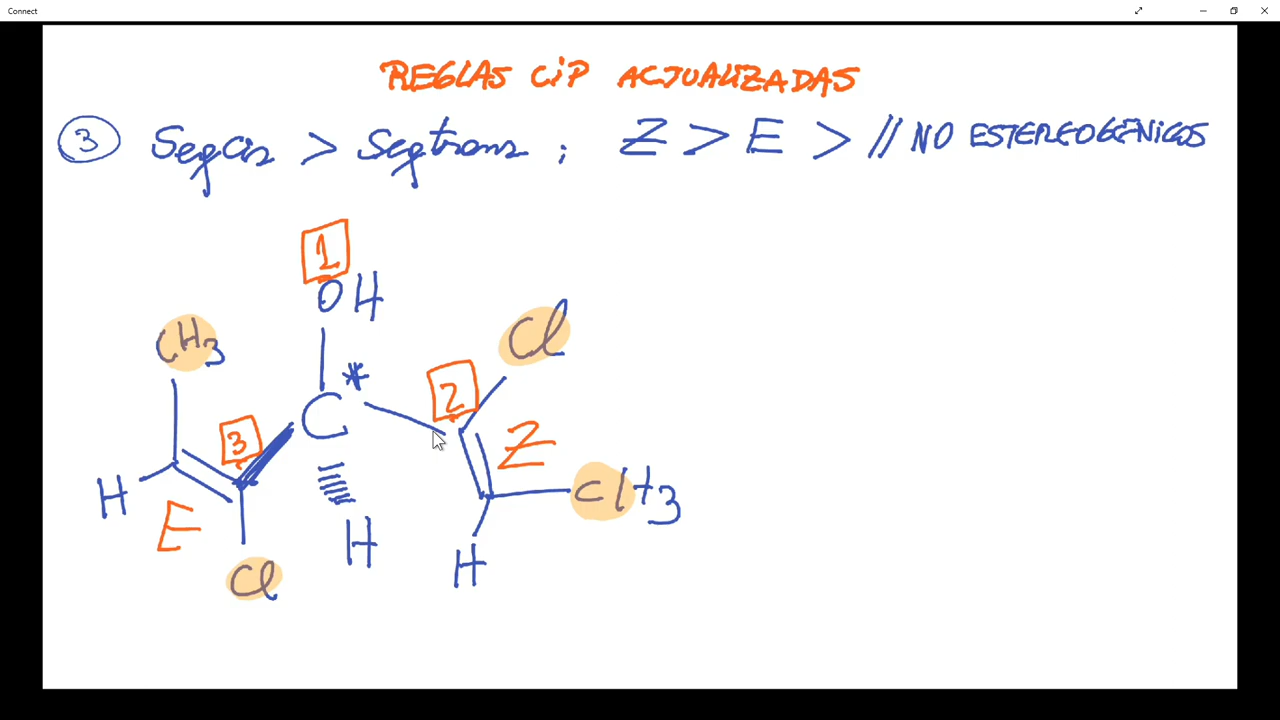 Connect
REGLAS CiP ACTUALIZADAS
3 Seqcis > Seqtrans ; Z > E > // NO ESTEREOGÉNICOS
1
OH
CH3
Cl
C *
2
3
Z
H
E
CH3
Cl
H
H